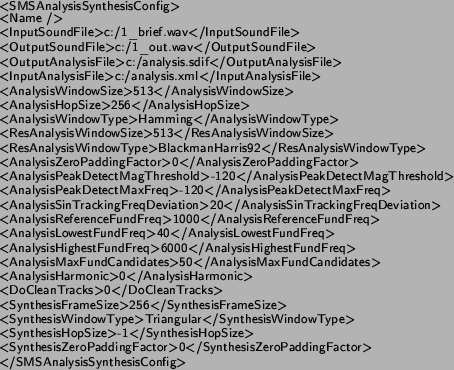 <SMSAnalysisSynthesisConfig>
<Name />
<InputSoundFile>c:/1_brief.wav</InputSoundFile>
<OutputSoundFile>c:/1_out.wav</OutputSoundFile>
<OutputAnalysisFile>c:/analysis.sdif</OutputAnalysisFile>
<InputAnalysisFile>c:/analysis.xml</InputAnalysisFile>
<AnalysisWindowSize>513</AnalysisWindowSize>
<AnalysisHopSize>256</AnalysisHopSize>
<AnalysisWindowType>Hamming</AnalysisWindowType>
<ResAnalysisWindowSize>513</ResAnalysisWindowSize>
<ResAnalysisWindowType>BlackmanHarris92</ResAnalysisWindowType>
<AnalysisZeroPaddingFactor>0</AnalysisZeroPaddingFactor>
<AnalysisPeakDetectMagThreshold>-120</AnalysisPeakDetectMagThreshold>
<AnalysisPeakDetectMaxFreq>-120</AnalysisPeakDetectMaxFreq>
<AnalysisSinTrackingFreqDeviation>20</AnalysisSinTrackingFreqDeviation>
<AnalysisReferenceFundFreq>1000</AnalysisReferenceFundFreq>
<AnalysisLowestFundFreq>40</AnalysisLowestFundFreq>
<AnalysisHighestFundFreq>6000</AnalysisHighestFundFreq>
<AnalysisMaxFundCandidates>50</AnalysisMaxFundCandidates>
<AnalysisHarmonic>0</AnalysisHarmonic>
<DoCleanTracks>0</DoCleanTracks>
<SynthesisFrameSize>256</SynthesisFrameSize>
<SynthesisWindowType>Triangular</SynthesisWindowType>
<SynthesisHopSize>-1</SynthesisHopSize>
<SynthesisZeroPaddingFactor>0</SynthesisZeroPaddingFactor>
</SMSAnalysisSynthesisConfig>